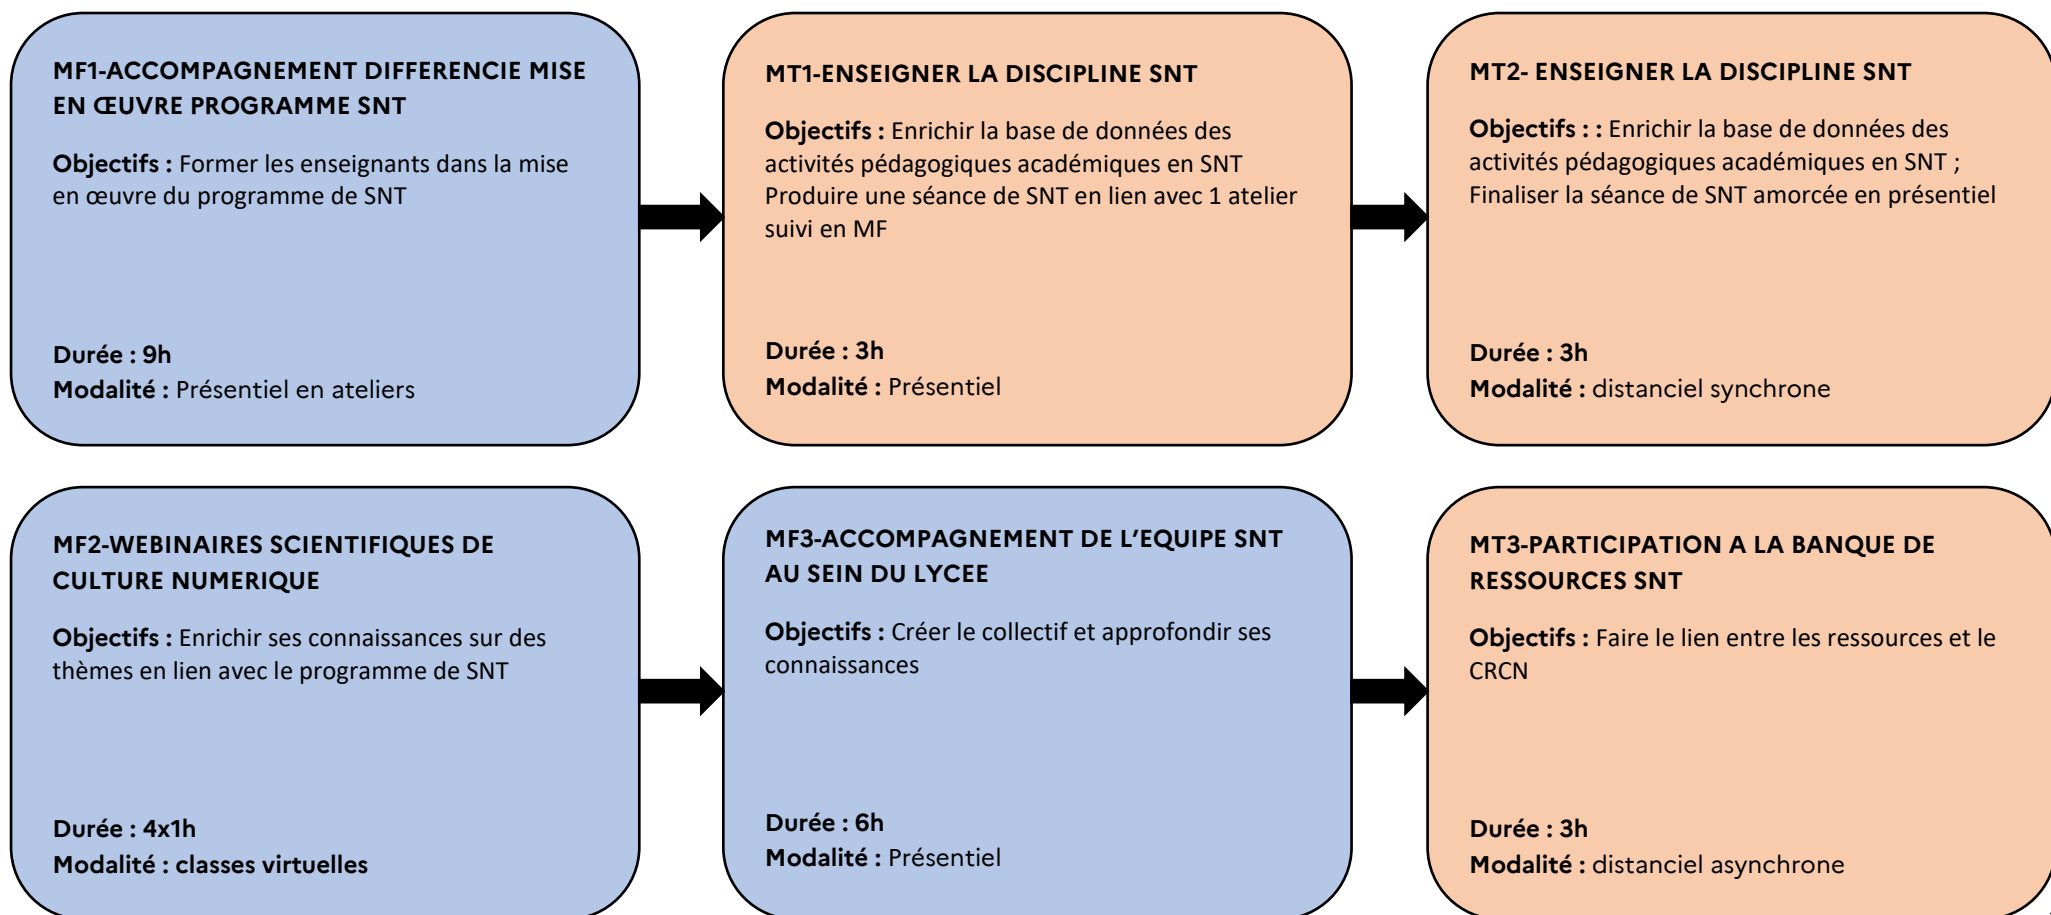 MF1-ACCOMPAGNEMENT DIFFERENCIE MISE
EN ŒUVRE PROGRAMME SNT
Objectifs : Former les enseignants dans la mise
en œuvre du programme de SNT
Durée : 9h
Modalité : Présentiel en ateliers
MT1-ENSEIGNER LA DISCIPLINE SNT
Objectifs : Enrichir la base de données des
activités pédagogiques académiques en SNT
Produire une séance de SNT en lien avec 1 atelier
suivi en MF
Durée : 3h
Modalité : Présentiel
MT2- ENSEIGNER LA DISCIPLINE SNT
Objectifs : : Enrichir la base de données des
activités pédagogiques académiques en SNT ;
Finaliser la séance de SNT amorcée en présentiel
Durée : 3h
Modalité : distanciel synchrone
MF2-WEBINAIRES SCIENTIFIQUES DE
CULTURE NUMERIQUE
Objectifs : Enrichir ses connaissances sur des
thèmes en lien avec le programme de SNT
Durée : 4x1h
Modalité : classes virtuelles
MF3-ACCOMPAGNEMENT DE L’EQUIPE SNT
AU SEIN DU LYCEE
Objectifs : Créer le collectif et approfondir ses
connaissances
Durée : 6h
Modalité : Présentiel
MT3-PARTICIPATION A LA BANQUE DE
RESSOURCES SNT
Objectifs : Faire le lien entre les ressources et le
CRCN
Durée : 3h
Modalité : distanciel asynchrone